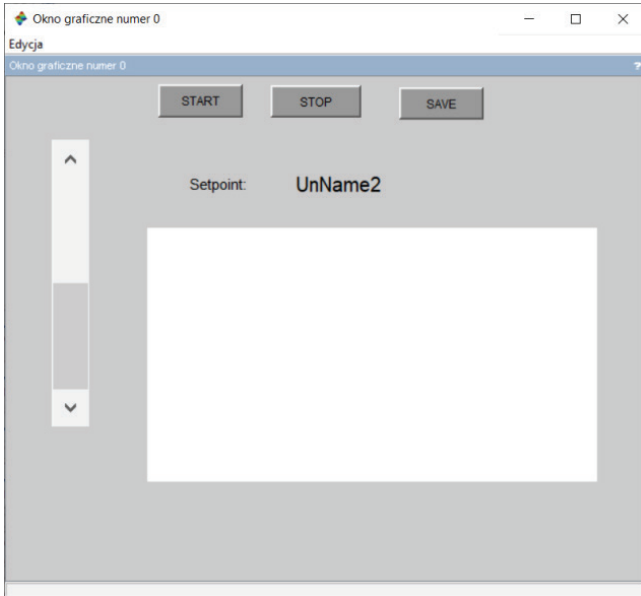 Okno graficzne numer 0
Edycja
Okno graficzne numer 0 ?
START STOP SAVE
Setpoint: UnName2